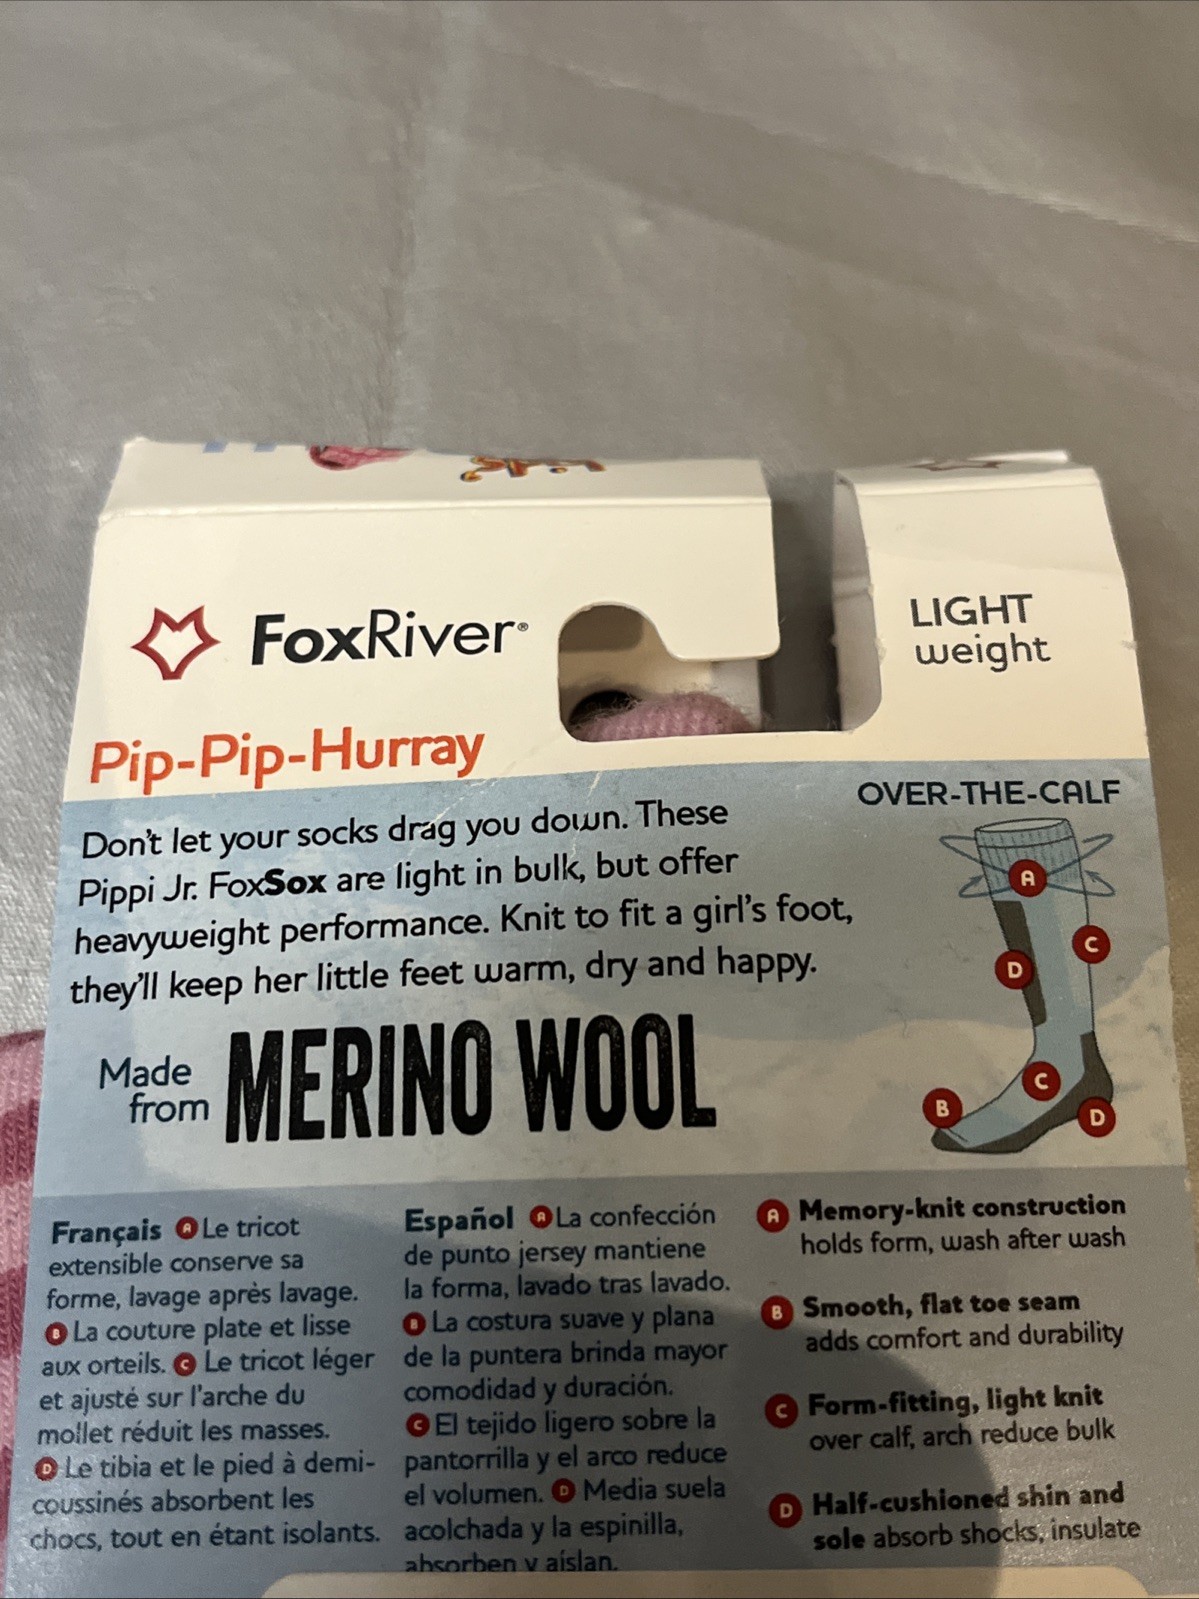 FoxRiver®
LIGHT
weight
Pip-Pip-Hurray
Don't let your socks drag you down. These
Pippi Jr. FoxSox are light in bulk, but offer
heavyweight performance. Knit to fit a girl's foot,
they'll keep her little feet warm, dry and happy.
Made
from
MERINO WOOL
OVER-THE-CALF
A
C
D
C
B
D
Français A Le tricot
extensible conserve sa
forme, lavage après lavage.
B La couture plate et lisse
aux orteils. C Le tricot léger
et ajusté sur l'arche du
mollet réduit les masses.
D Le tibia et le pied à demi-
coussinés absorbent les
chocs, tout en étant isolants.
Español A La confección
de punto jersey mantiene
la forma, lavado tras lavado.
B La costura suave y plana
de la puntera brinda mayor
comodidad y duración.
C El tejido ligero sobre la
pantorrilla y el arco reduce
el volumen. D Media suela
acolchada y la espinilla,
absorben y aíslan.
A Memory-knit construction
holds form, wash after wash
B Smooth, flat toe seam
adds comfort and durability
C Form-fitting, light knit
over calf, arch reduce bulk
D Half-cushioned shin and
sole absorb shocks, insulate